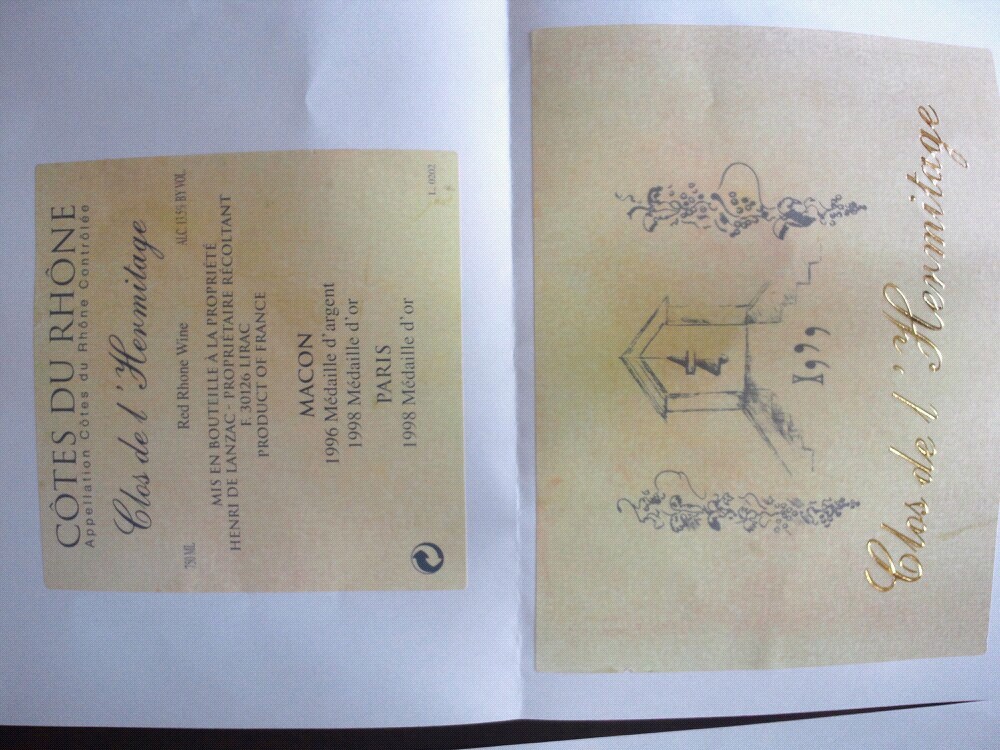 CÔTES DU RHÔNE
Appellation Côtes du Rhône Contrôlée
Clos de l'Hermitage
Red Rhone Wine
750 ML
ALC 13.5% BY VOL
MIS EN BOUTEILLE À LA PROPRIÉTÉ
HENRI DE LANZAC - PROPRIÉTAIRE RÉCOLTANT
F. 30126 LIRAC
PRODUCT OF FRANCE
MACON
1996 Médaille d'argent
1998 Médaille d'or
PARIS
1998 Médaille d'or
L. 0202
1999
Clos de l'Hermitage